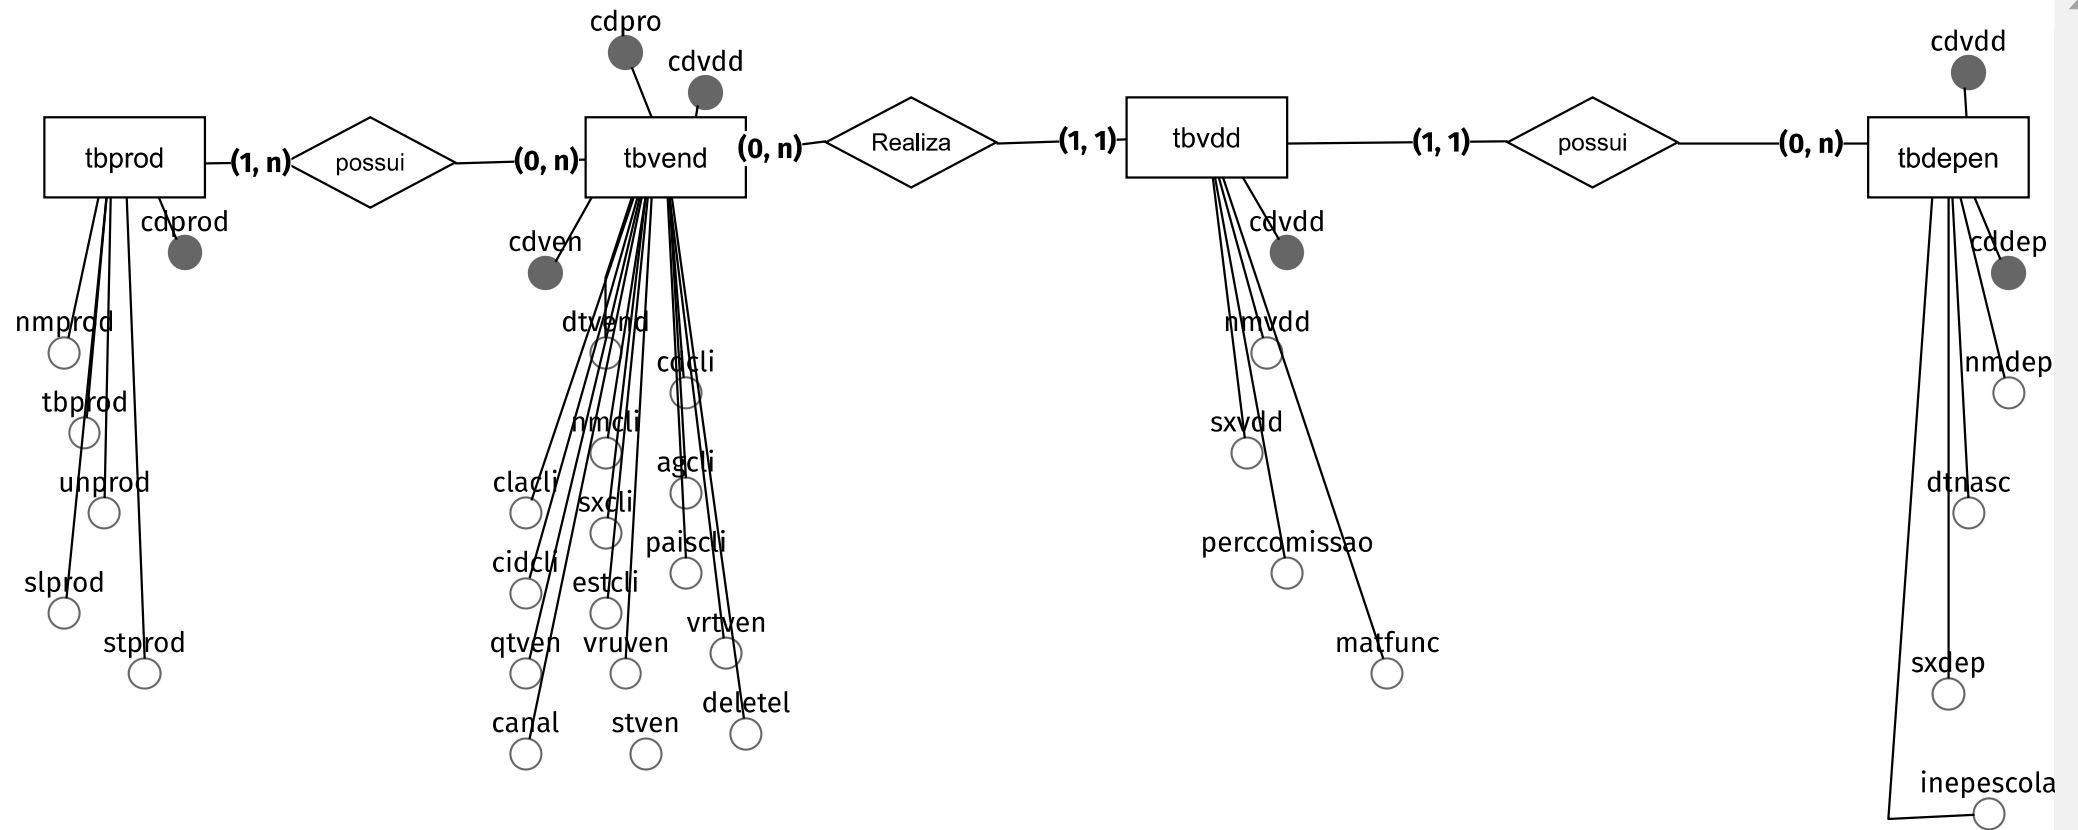 cdpro
cdvdd
cdvdd
tbprod
(1, n)
possui
(0, n)
tbvend
(0, n)
Realiza
(1, 1)
tbvdd
(1, 1)
possui
(0, n)
tbdepen
cdprod
cdven
cdvdd
cddep
nmprod
dtvend
nmvdd
cdcli
nmdep
tbprod
nmcli
sxvdd
agcli
unprod
clacli
sxcli
dtnasc
paiscli
perccomissao
cidcli
slprod
estcli
vrtven
stprod
qtven
vruven
matfunc
sxdep
deletel
canal
stven
inepescola